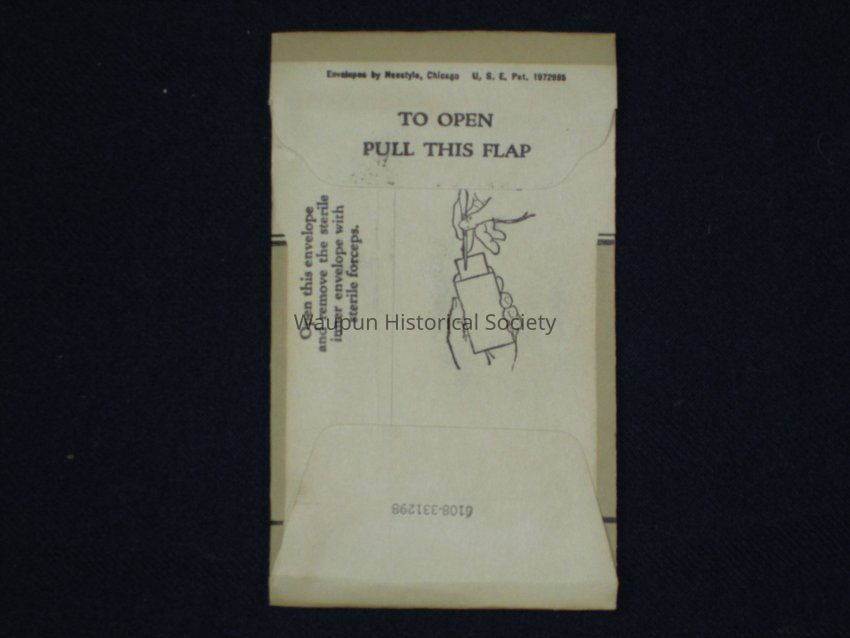 Envelopes by Neostyle, Chicago U. S. E. Pat. 1972995
TO OPEN
PULL THIS FLAP
Open this envelope
and remove the sterile
inner envelope with
sterile forceps.
Waupun Historical Society
6108-331298